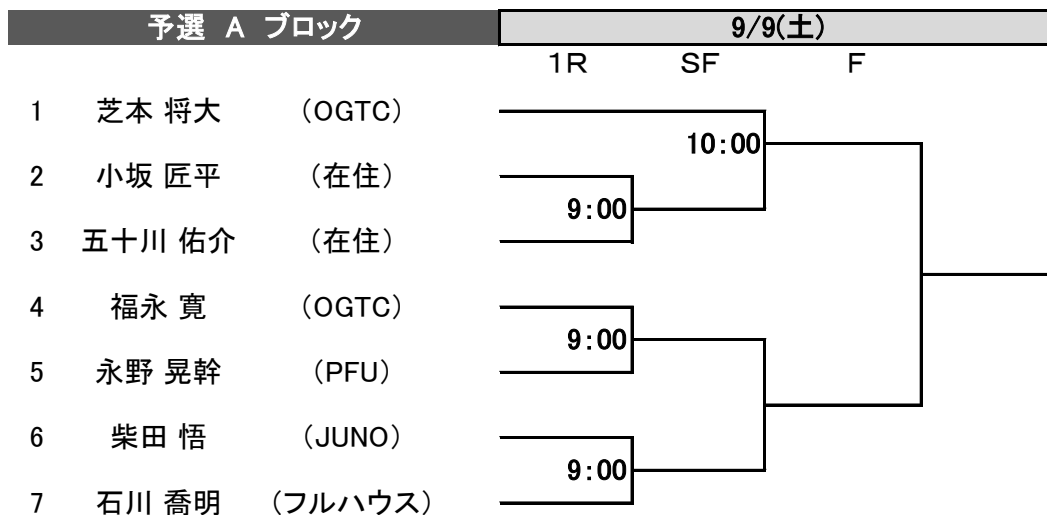 予選 A ブロック 9/9(土)
1R SF F
1 芝本 将大 (OGTC)
10:00
2 小坂 匠平 (在住)
9:00
3 五十川 佑介 (在住)
4 福永 寛 (OGTC)
9:00
5 永野 晃幹 (PFU)
6 柴田 悟 (JUNO)
9:00
7 石川 喬明 (フルハウス)